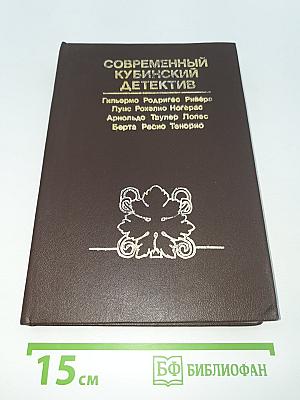 СОВРЕМЕННЫЙ
КУБИНСКИЙ
ДЕТЕКТИВ
Гильермо Родригес Ривера
Луис Рохелио Ногерас
Арнольдо Таулер Лопес
Берта Ресио Тенорио
15 см
БФ БИБЛИОФАН